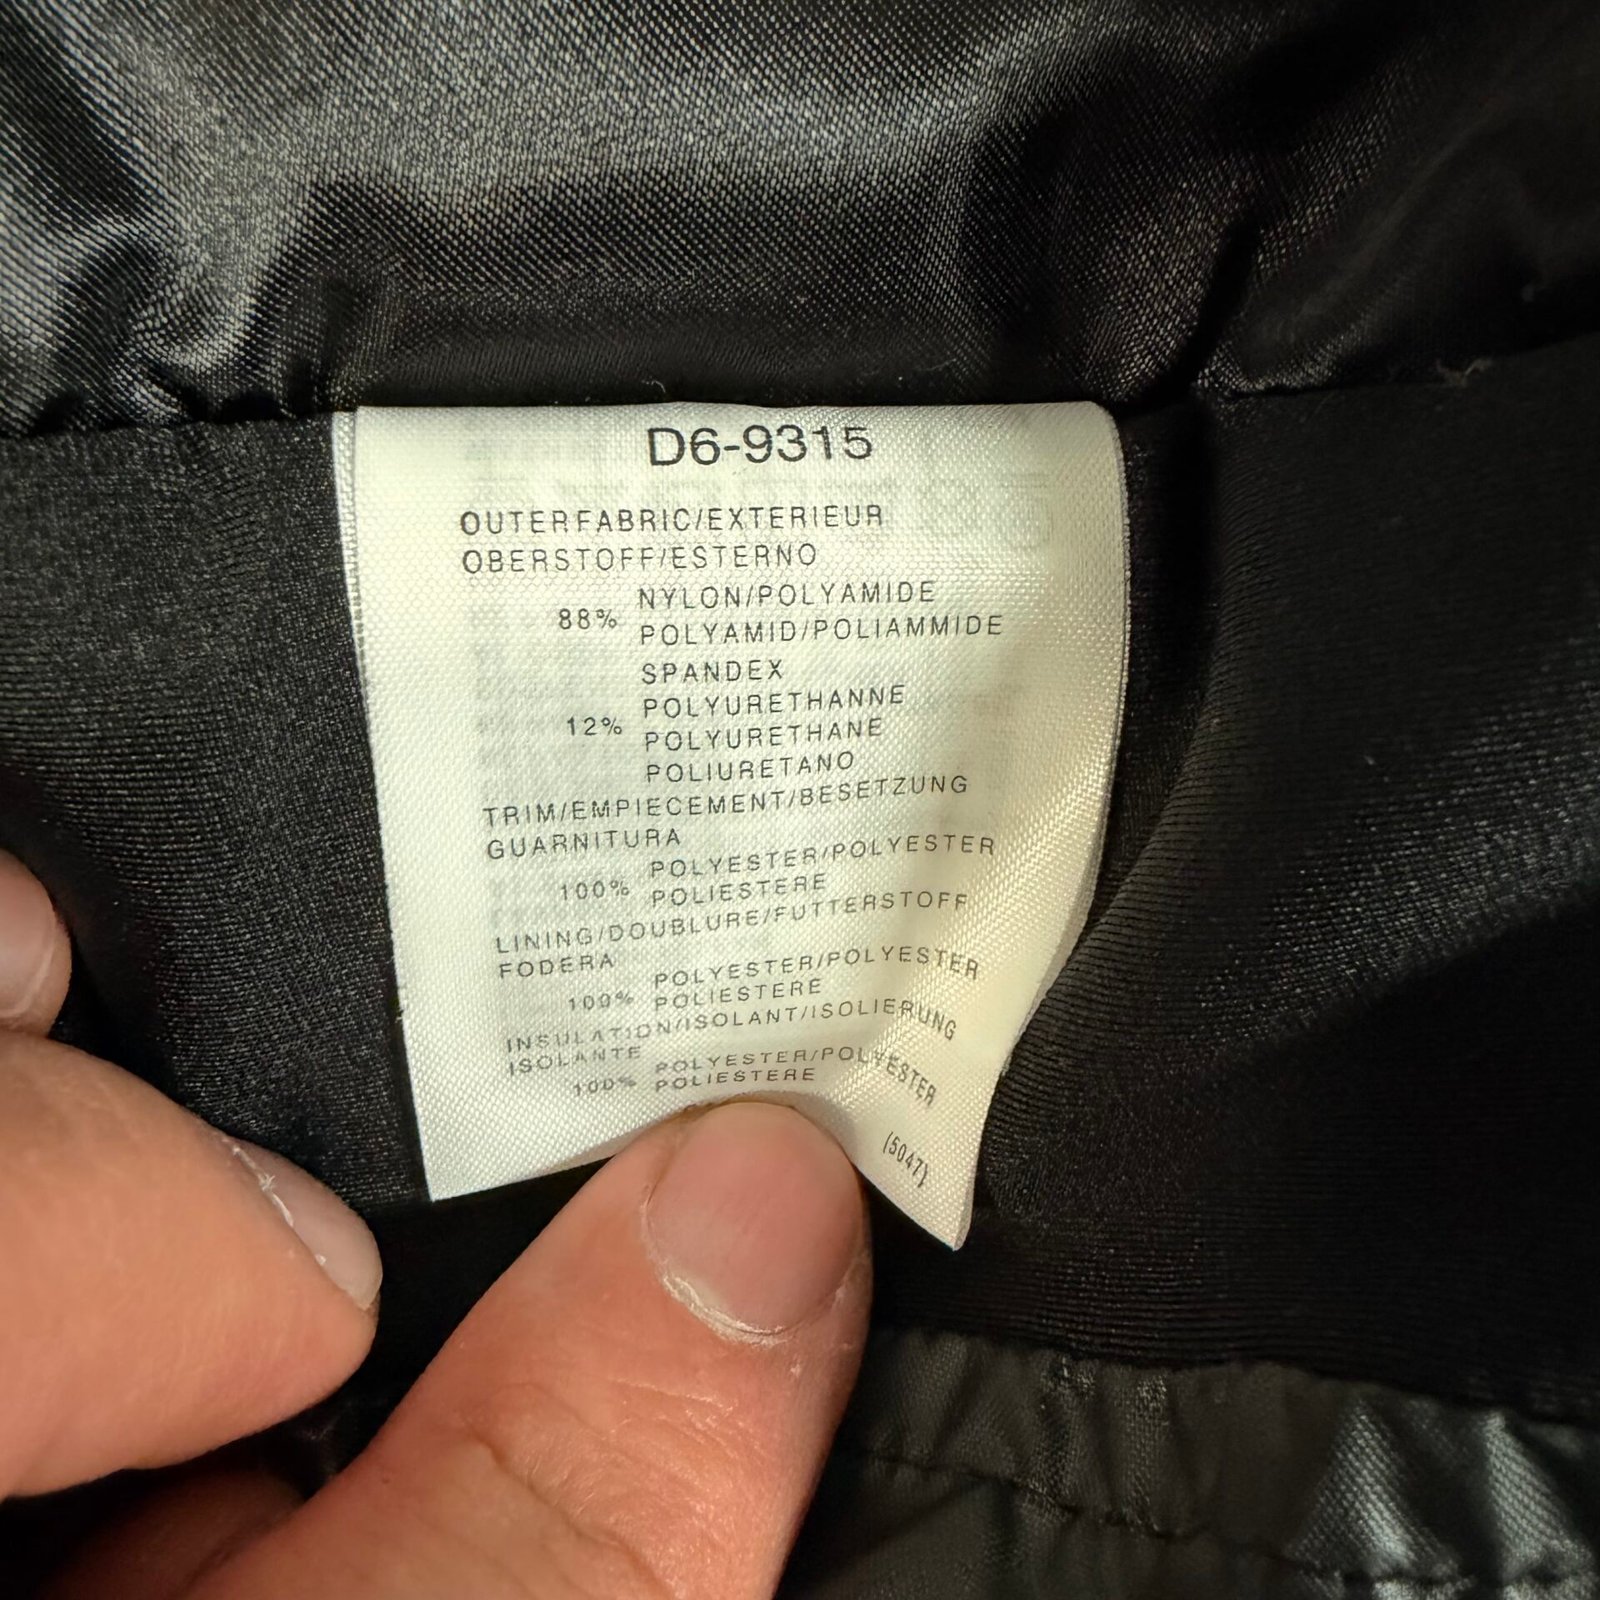 D6-9315
OUTERFABRIC/EXTERIEUR
OBERSTOFF/ESTERNO
88% NYLON/POLYAMIDE
POLYAMID/POLIAMMIDE
SPANDEX
POLYURETHANNE
12% POLYURETHANE
POLIURETANO
TRIM/EMPIECEMENT/BESETZUNG
GUARNITURA
100% POLYESTER/POLYESTER
POLIESTERE
LINING/DOUBLURE/FUTTERSTOFF
FODERA
100% POLYESTER/POLYESTER
POLIESTERE
INSULATION/ISOLANT/ISOLIERUNG
ISOLANTE
100% POLYESTER/POLYESTER
POLIESTERE
(5047)